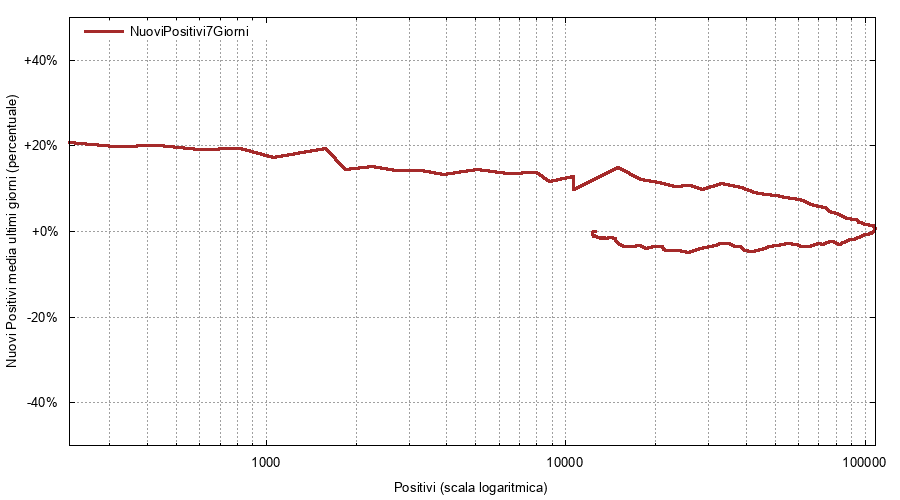 NuoviPositivi7Giorni
+40%
+20%
+0%
-20%
-40%
Nuovi Positivi media ultimi giorni (percentuale)
1000 10000 100000
Positivi (scala logaritmica)